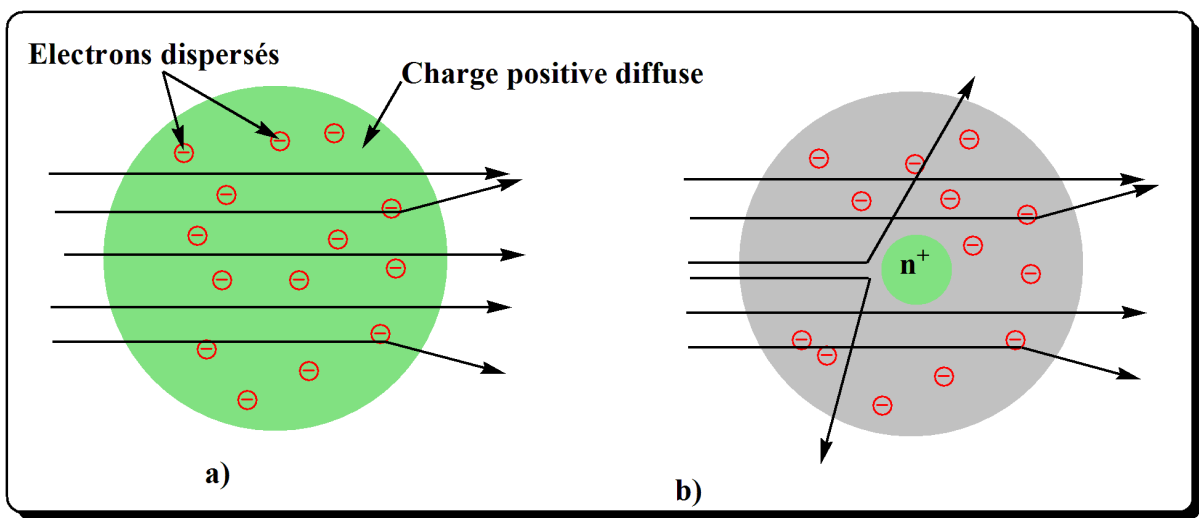 Electrons dispersés
Charge positive diffuse
n⁺
a)
b)